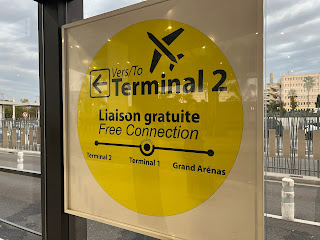 Vers/To
Terminal 2
Liaison gratuite
Free Connection
Terminal 2 Terminal 1 Grand Arénas